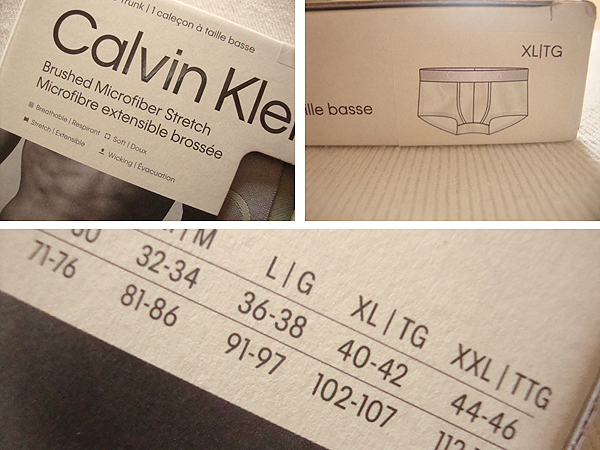 Trunk | 1 caleçon à taille basse
Calvin Kle
Brushed Microfiber Stretch
Microfibre extensible brossée
Breathable | Respirant
Soft | Doux
Stretch | Extensible
Wicking | Évacuation
XL|TG
taille basse
M L|G XL|TG XXL|TTG
32-34 36-38 40-42 44-46
71-76 81-86 91-97 102-107